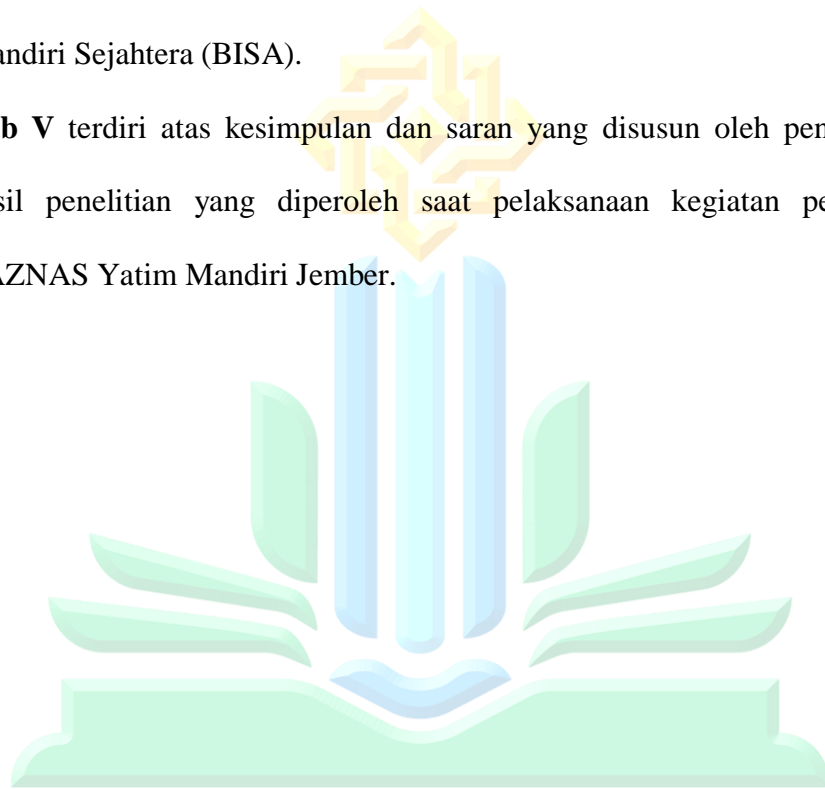 andiri Sejahtera (BISA).
b V terdiri atas kesimpulan dan saran yang disusun oleh pen
sil penelitian yang diperoleh saat pelaksanaan kegiatan pe
AZNAS Yatim Mandiri Jember.